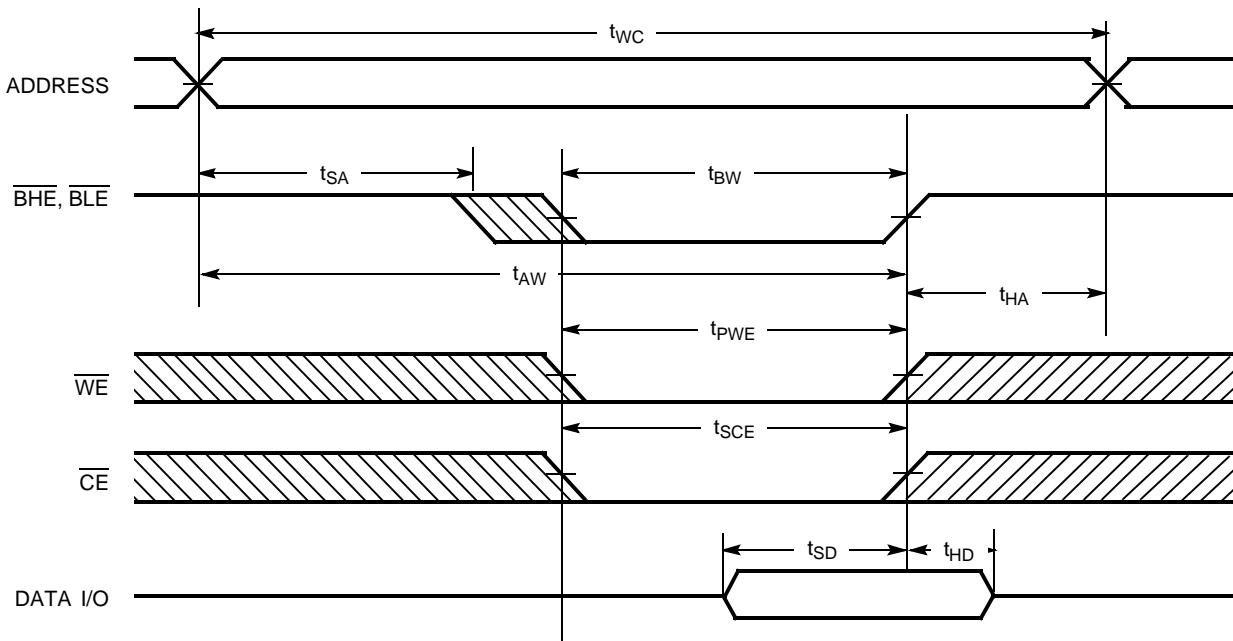 tWC
ADDRESS
tSA
tBW
BHE, BLE
tAW
tHA
tPWE
WE
tSCE
CE
tSD
tHD
DATA I/O